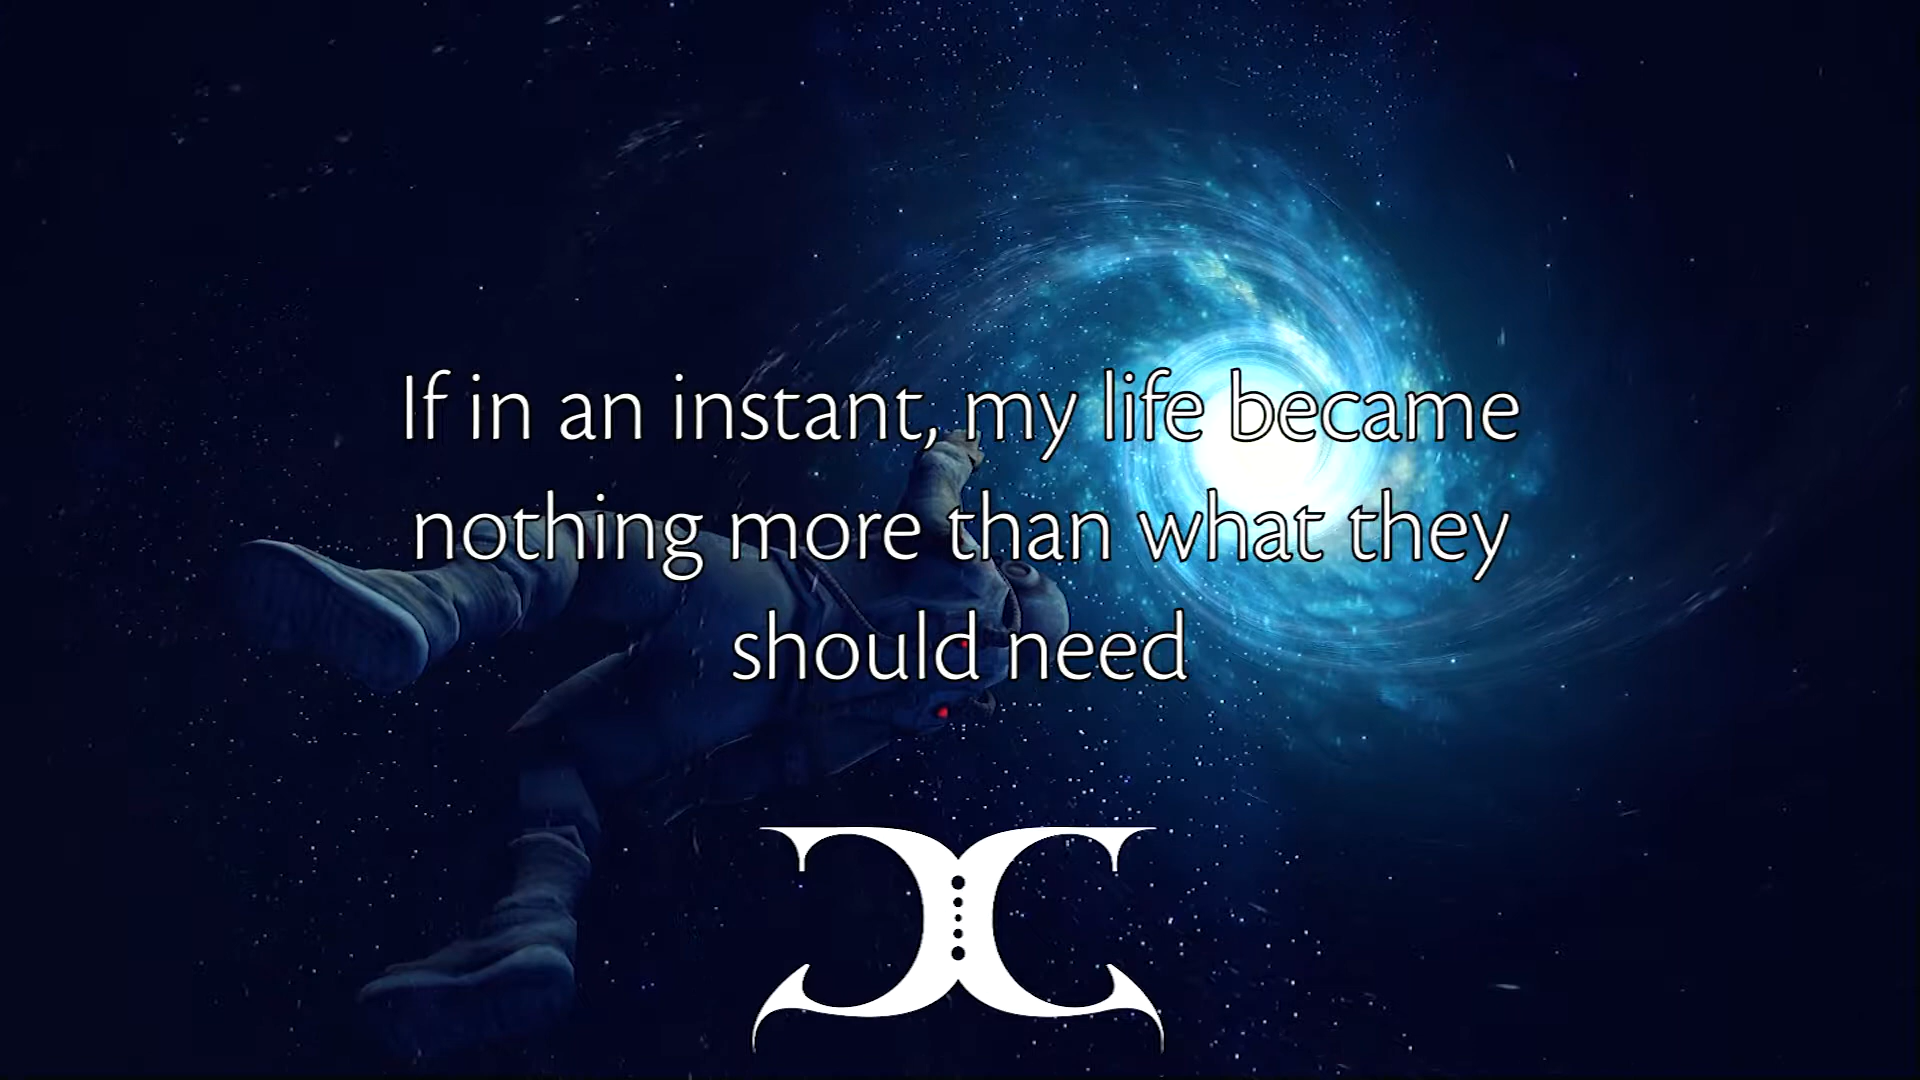 If in an instant, my life became
nothing more than what they
should need